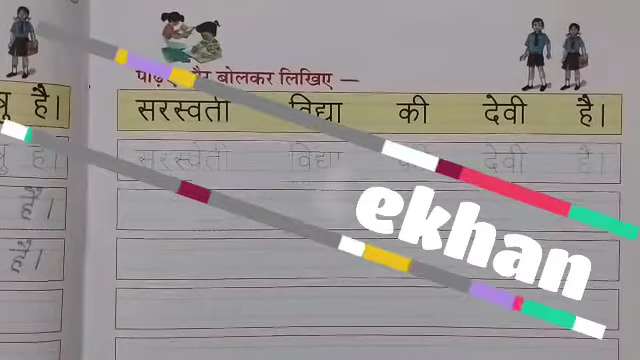 पढ़िए और बोलकर लिखिए —
सरस्वती विद्या की देवी है।
सरस्वती विद्या की देवी है।
है।
है।
है।
है।
ekhan